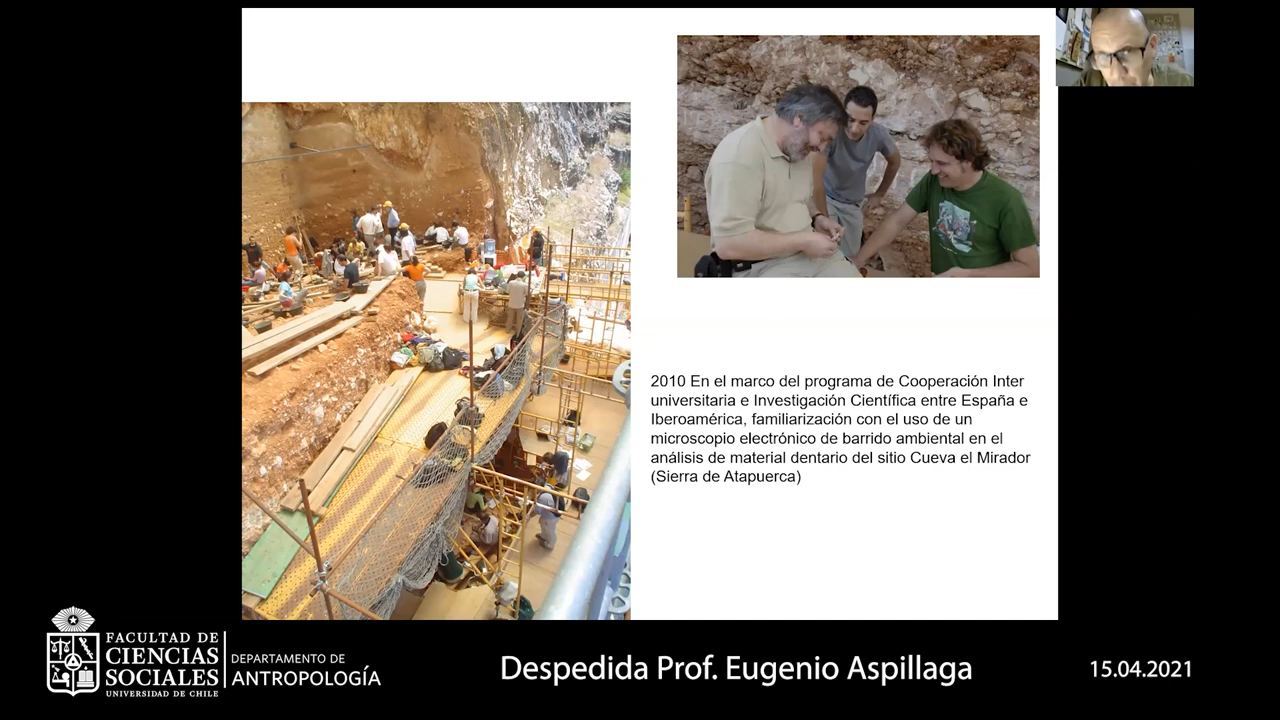 2010 En el marco del programa de Cooperación Inter
universitaria e Investigación Científica entre España e
Iberoamérica, familiarización con el uso de un
microscopio electrónico de barrido ambiental en el
análisis de material dentario del sitio Cueva el Mirador
(Sierra de Atapuerca)
FACULTAD DE
CIENCIAS
SOCIALES
UNIVERSIDAD DE CHILE
DEPARTAMENTO DE
ANTROPOLOGÍA
Despedida Prof. Eugenio Aspillaga
15.04.2021